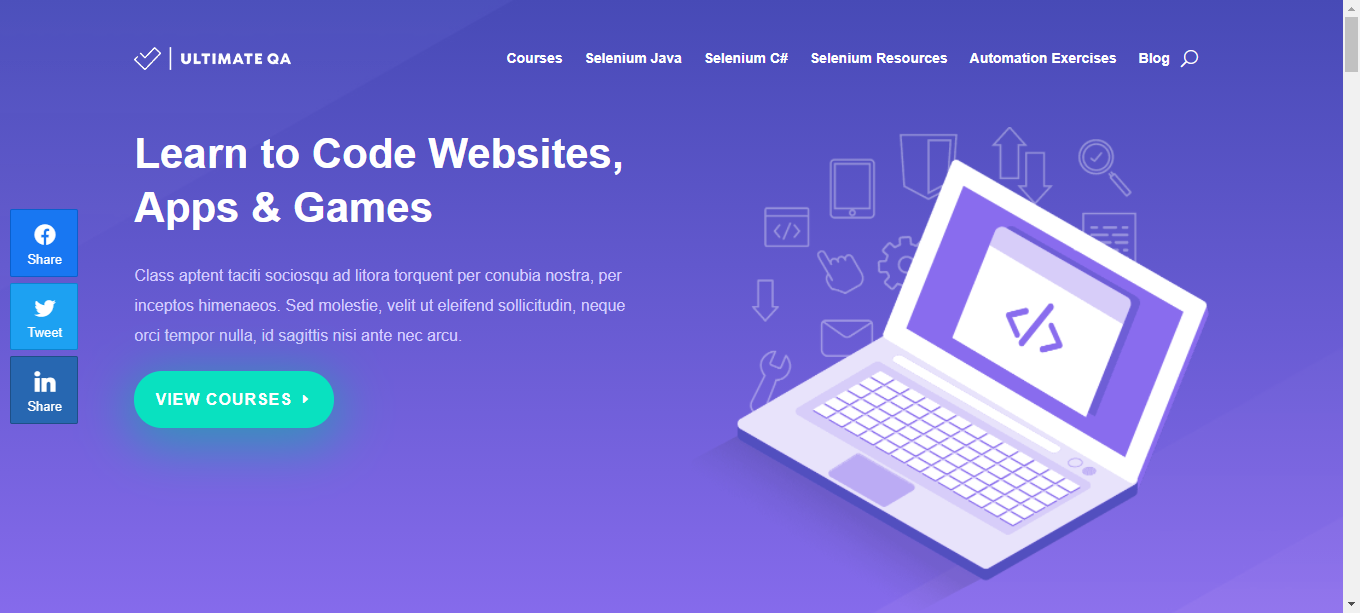 ULTIMATE QA
Courses Selenium Java Selenium C# Selenium Resources Automation Exercises Blog
Learn to Code Websites,
Apps & Games
Class aptent taciti sociosqu ad litora torquent per conubia nostra, per
inceptos himenaeos. Sed molestie, velit ut eleifend sollicitudin, neque
orci tempor nulla, id sagittis nisi ante nec arcu.
VIEW COURSES
Share
Tweet
Share